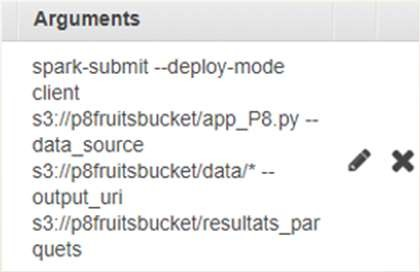 Arguments
spark-submit --deploy-mode
client
s3://p8fruitsbucket/app_P8.py --
data_source
s3://p8fruitsbucket/data/* --
output_uri
s3://p8fruitsbucket/resultats_par
quets